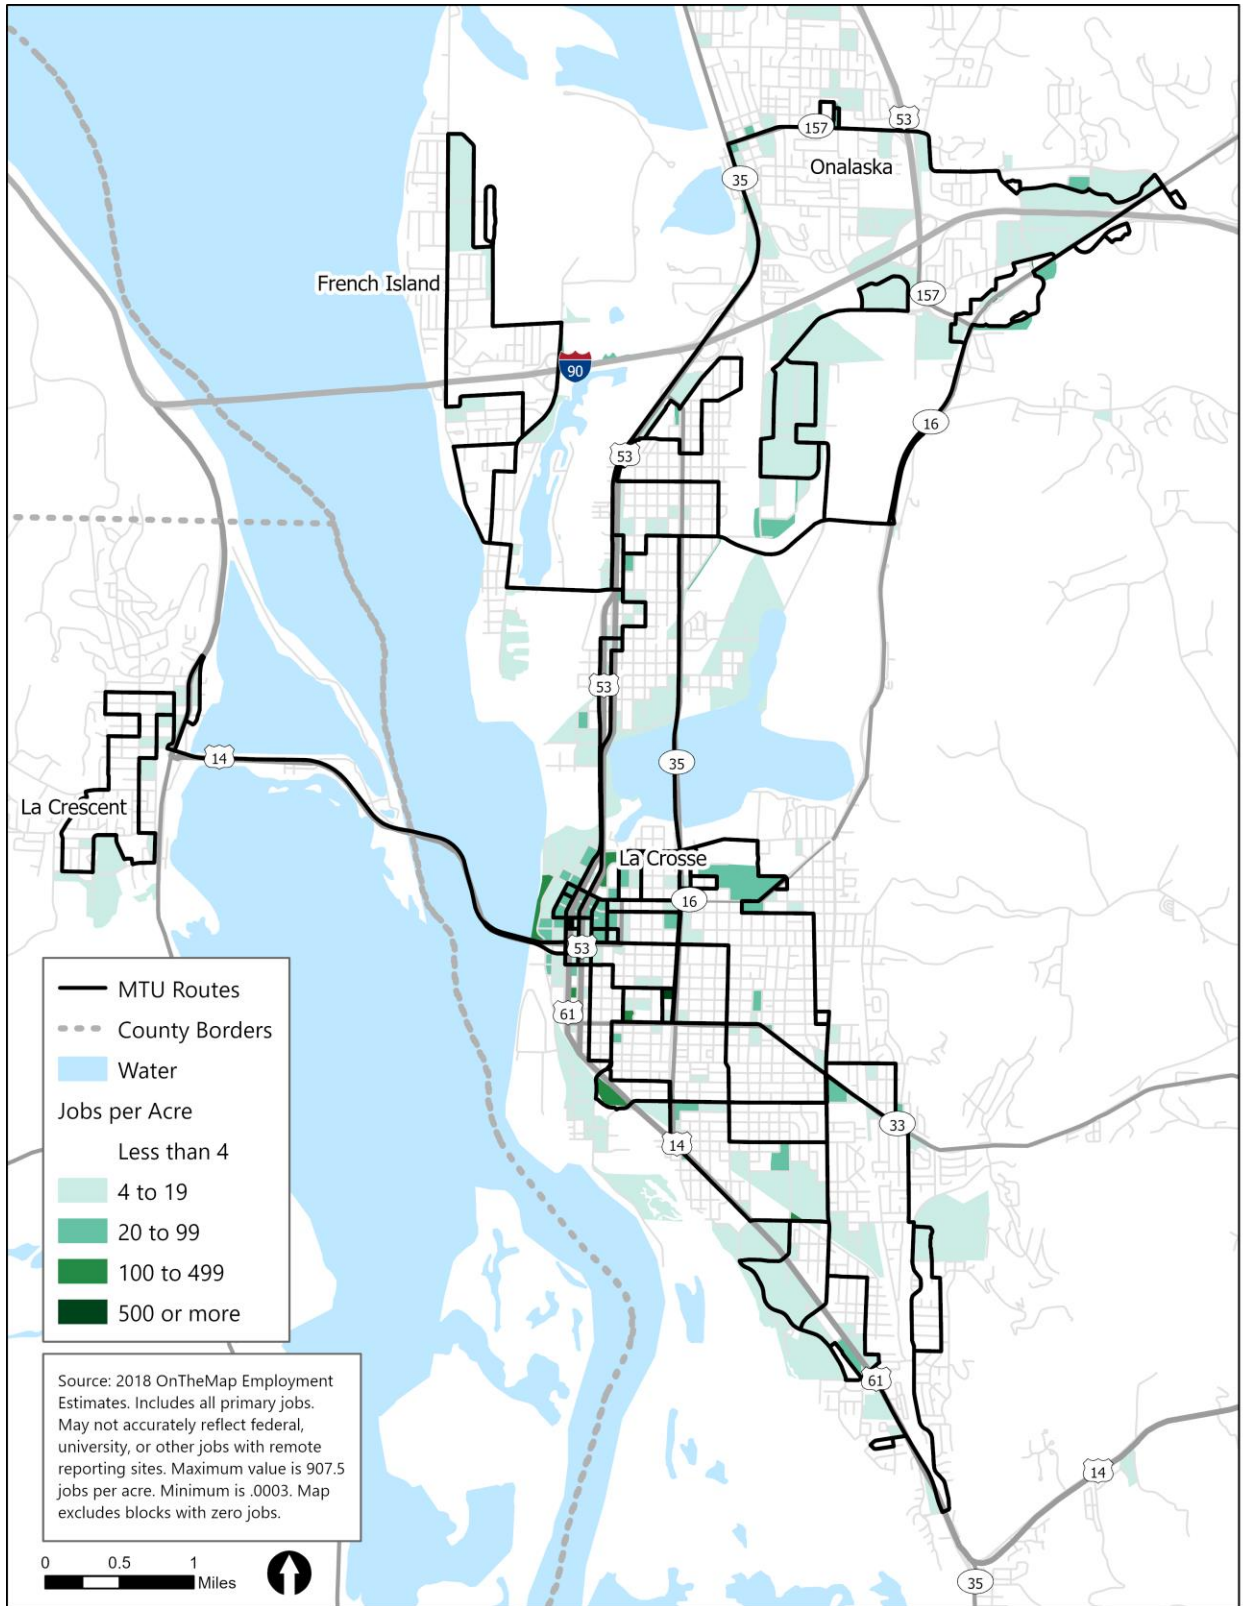 157
53
Onalaska
35
French Island
157
90
16
53
53
14
35
La Crescent
La Crosse
16
53
61
MTU Routes
County Borders
Water
Jobs per Acre
Less than 4
4 to 19
20 to 99
100 to 499
500 or more
33
14
61
Source: 2018 OnTheMap Employment
Estimates. Includes all primary jobs.
May not accurately reflect federal,
university, or other jobs with remote
reporting sites. Maximum value is 907.5
jobs per acre. Minimum is .0003. Map
excludes blocks with zero jobs.
14
0 0.5 1
Miles
35